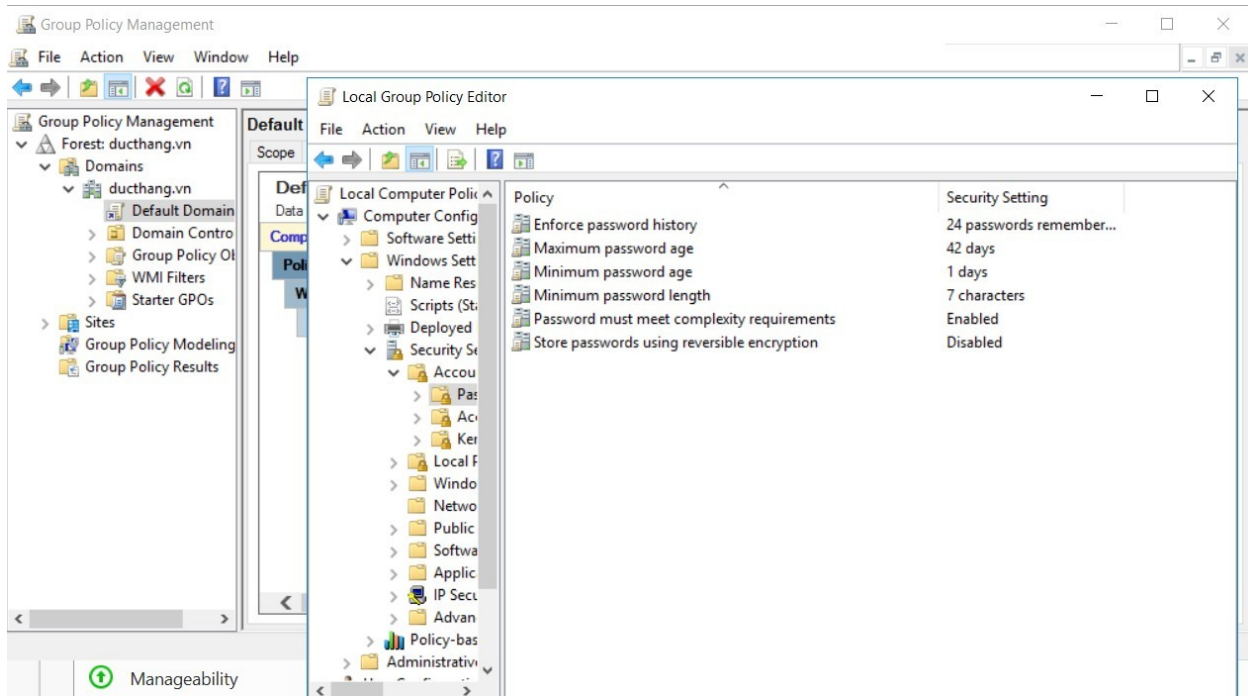 Group Policy Management
File Action View Window Help
Group Policy Management
Forest: ducthang.vn
Domains
ducthang.vn
Default Domain
Domain Contro
Group Policy Ob
WMI Filters
Starter GPOs
Sites
Group Policy Modeling
Group Policy Results
Default
Scope
Def
Data
Comp
Poli
W
Local Group Policy Editor
File Action View Help
Local Computer Polic
Computer Config
Software Setti
Windows Sett
Name Res
Scripts (Sta
Deployed
Security Se
Accou
Pas
Acc
Ker
Local P
Windo
Netwo
Public
Softwa
Applic
IP Secu
Advan
Policy-bas
Administrativ
Policy Security Setting
Enforce password history 24 passwords remember...
Maximum password age 42 days
Minimum password age 1 days
Minimum password length 7 characters
Password must meet complexity requirements Enabled
Store passwords using reversible encryption Disabled
Manageability